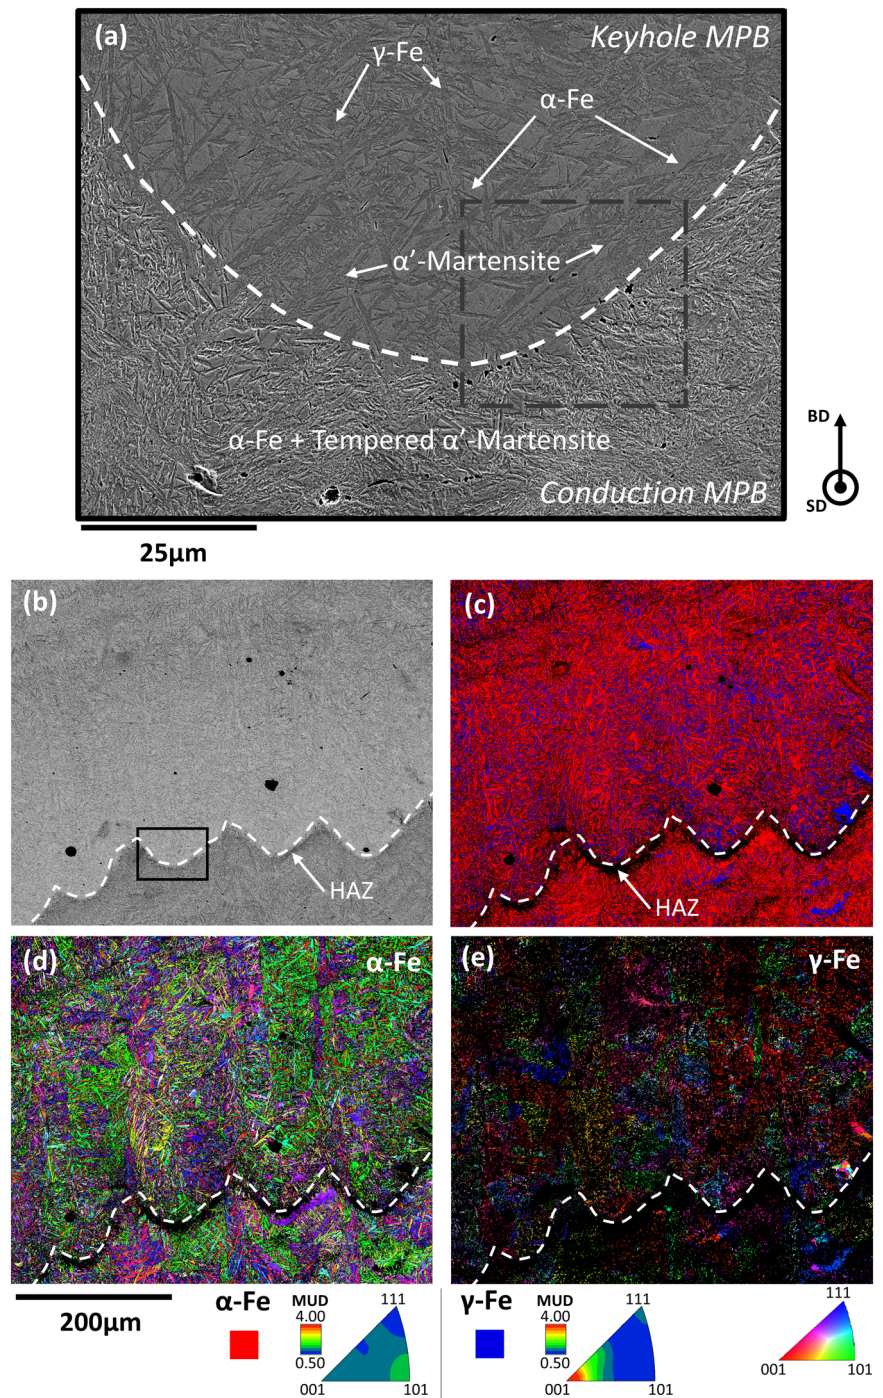 (a)
Keyhole MPB
γ-Fe
α-Fe
α’-Martensite
α-Fe + Tempered α’-Martensite
Conduction MPB
BD
SD
25μm
(b)
HAZ
(c)
HAZ
(d)
α-Fe
(e)
γ-Fe
200μm
α-Fe
MUD
4.00
0.50
111
001
101
γ-Fe
MUD
4.00
0.50
111
001
101
111
001
101